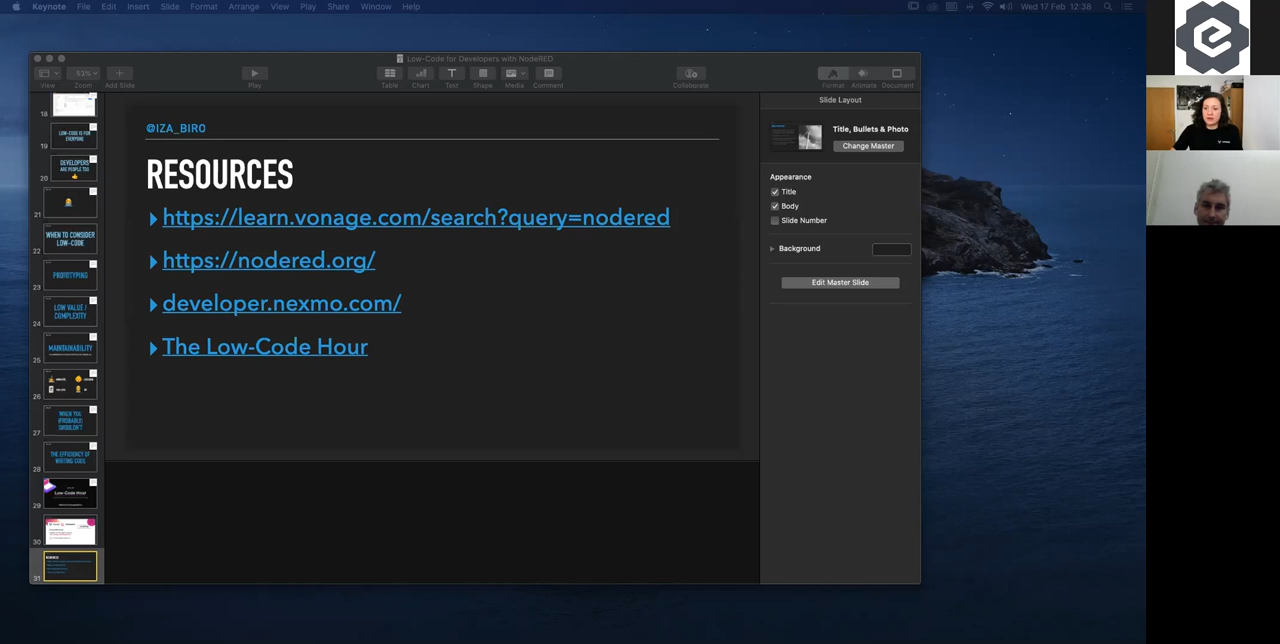 Keynote File Edit Insert Slide Format Arrange View Play Share Window Help
Wed 17 Feb 12:38
Low-Code for Developers with NodeRED
53%
View Zoom Add Slide Play Table Chart Text Shape Media Comment Collaborate Format Animate Document
Slide Layout
Title, Bullets & Photo
Change Master
Appearance
Title
Body
Slide Number
Background
Edit Master Slide
@IZA_BIRO
RESOURCES
https://learn.vonage.com/search?query=nodered
https://nodered.org/
developer.nexmo.com/
The Low-Code Hour
18
LOW-CODE IS FOR EVERYONE
19
DEVELOPERS ARE PEOPLE TOO
20
21
WHEN TO CONSIDER LOW-CODE
22
PROTOTYPING
23
LOW VALUE / COMPLEXITY
24
MAINTAINABILITY
25
26
WHEN YOU (PROBABLY) SHOULDN'T
27
THE EFFICIENCY OF WRITING CODE
28
Low-Code Hour
29
30
RESOURCES
31